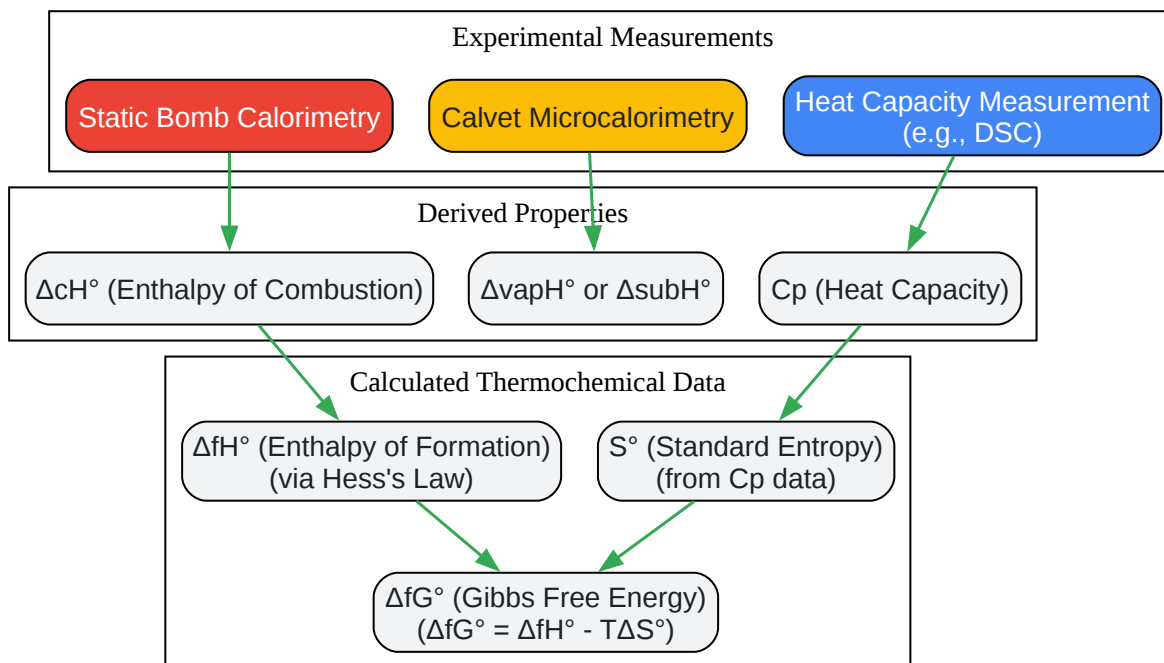 Experimental Measurements
Static Bomb Calorimetry
Calvet Microcalorimetry
Heat Capacity Measurement
(e.g., DSC)
Derived Properties
ΔcH° (Enthalpy of Combustion)
ΔvapH° or ΔsubH°
Cp (Heat Capacity)
Calculated Thermochemical Data
ΔfH° (Enthalpy of Formation)
(via Hess's Law)
S° (Standard Entropy)
(from Cp data)
ΔfG° (Gibbs Free Energy)
(ΔfG° = ΔfH° - TΔS°)